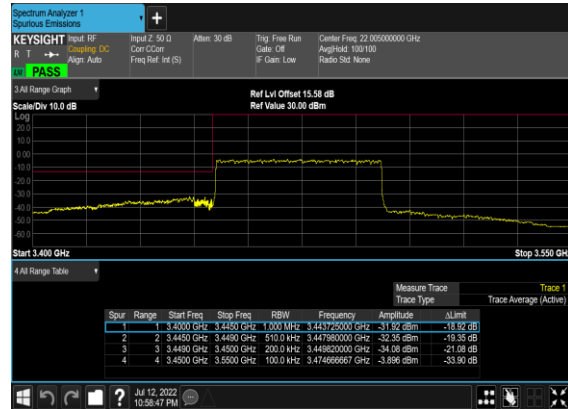 Spectrum Analyzer 1
Spurious Emissions
KEYSIGHT Input: RF Input Z: 50 Ω Atten: 30 dB Trig: Free Run Center Freq: 22.005000000 GHz
R T Coupling: DC Corr CCorr Gate: Off Avg|Hold: 100/100
Align: Auto Freq Ref: Int (S) IF Gain: Low Radio Std: None
LW PASS
3 All Range Graph
Ref Lvl Offset 15.58 dB
Scale/Div 10.0 dB Ref Value 30.00 dBm
Log
20.0
10.0
0.00
-10.0
-20.0
-30.0
-40.0
-50.0
-60.0
Start 3.400 GHz Stop 3.550 GHz
4 All Range Table
Measure Trace Trace 1
Trace Type Trace Average (Active)
Spur Range Start Freq Stop Freq RBW Frequency Amplitude ΔLimit
1 1 3.4000 GHz 3.4450 GHz 1.000 MHz 3.443725000 GHz -31.92 dBm -18.92 dB
2 2 3.4450 GHz 3.4490 GHz 510.0 kHz 3.447980000 GHz -32.35 dBm -19.35 dB
3 3 3.4490 GHz 3.4500 GHz 200.0 kHz 3.449820000 GHz -34.08 dBm -21.08 dB
4 4 3.4500 GHz 3.5500 GHz 100.0 kHz 3.474666667 GHz -3.896 dBm -33.90 dB
? Jul 12, 2022
10:58:47 PM